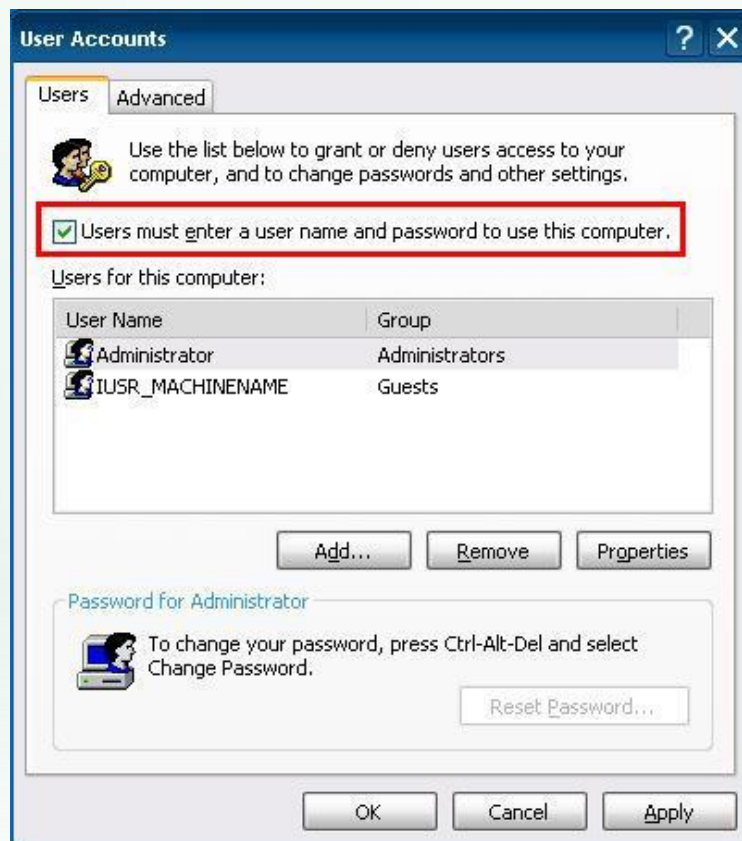 User Accounts
Users
Advanced
Use the list below to grant or deny users access to your
computer, and to change passwords and other settings.
Users must enter a user name and password to use this computer.
Users for this computer:
User Name Group
Administrator Administrators
IUSR_MACHINENAME Guests
Add... Remove Properties
Password for Administrator
To change your password, press Ctrl-Alt-Del and select
Change Password.
Reset Password...
OK Cancel Apply